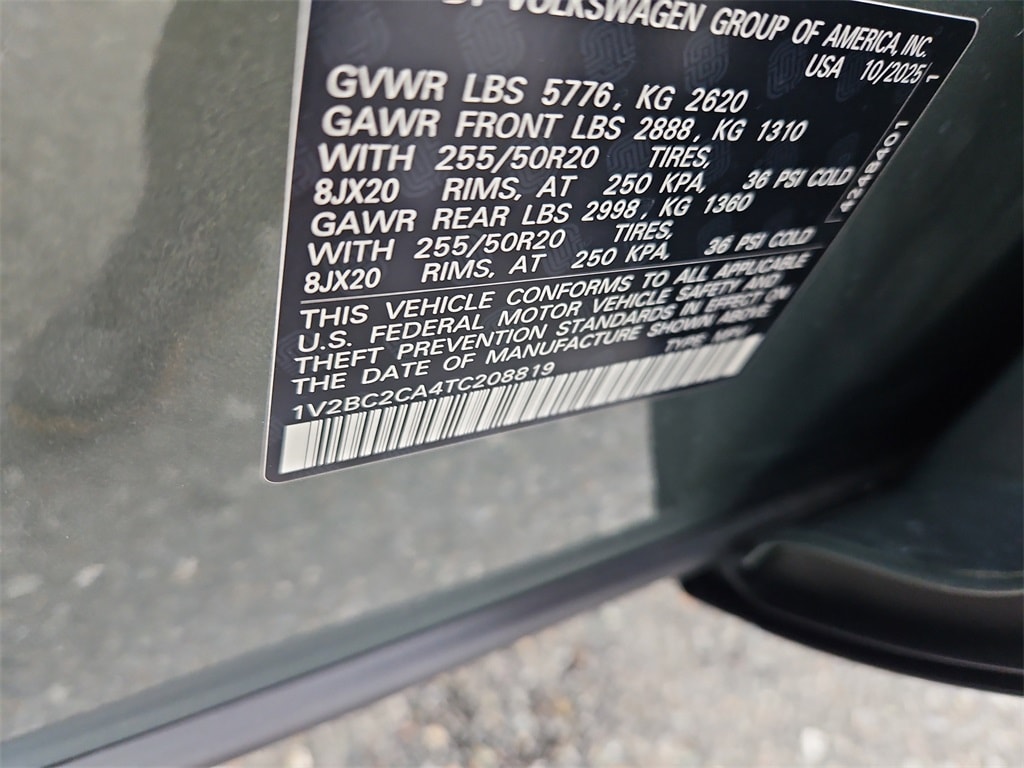 BY VOLKSWAGEN GROUP OF AMERICA, INC.
USA 10/2025
GVWR LBS 5776, KG 2620
GAWR FRONT LBS 2888, KG 1310
WITH 255/50R20 TIRES,
8JX20 RIMS, AT 250 KPA, 36 PSI COLD
GAWR REAR LBS 2998, KG 1360
WITH 255/50R20 TIRES,
8JX20 RIMS, AT 250 KPA, 36 PSI COLD
THIS VEHICLE CONFORMS TO ALL APPLICABLE
U.S. FEDERAL MOTOR VEHICLE SAFETY AND
THEFT PREVENTION STANDARDS IN EFFECT ON
THE DATE OF MANUFACTURE SHOWN ABOVE
1V2BC2CA4TC208819 TYPE: